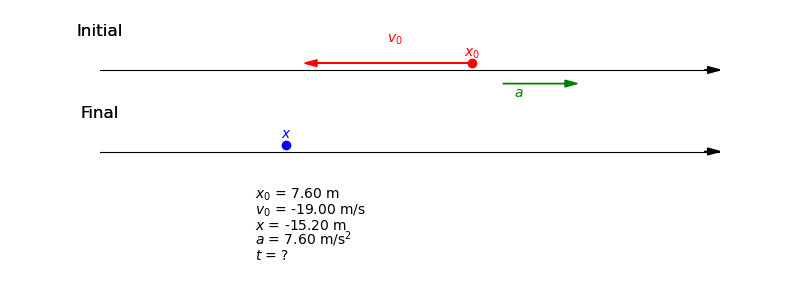 Initial
v₀
x₀
a
Final
x
x₀ = 7.60 m
v₀ = -19.00 m/s
x = -15.20 m
a = 7.60 m/s²
t = ?